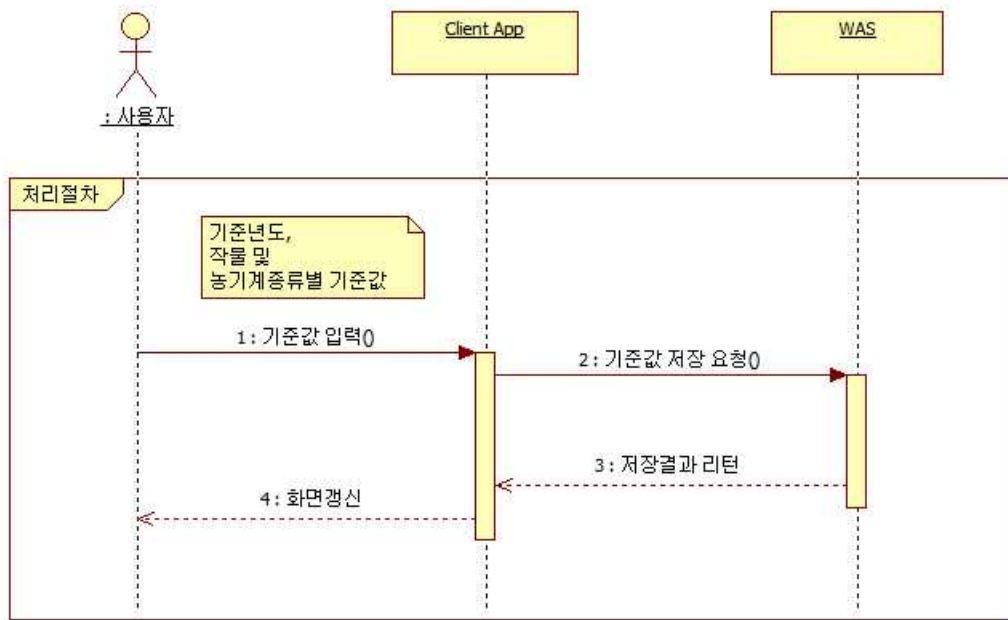 Client App
WAS
: 사용자
처리절차
기준년도,
작물 및
농기계종류별 기준값
1 : 기준값 입력()
2 : 기준값 저장 요청()
3 : 저장결과 리턴
4 : 화면갱신